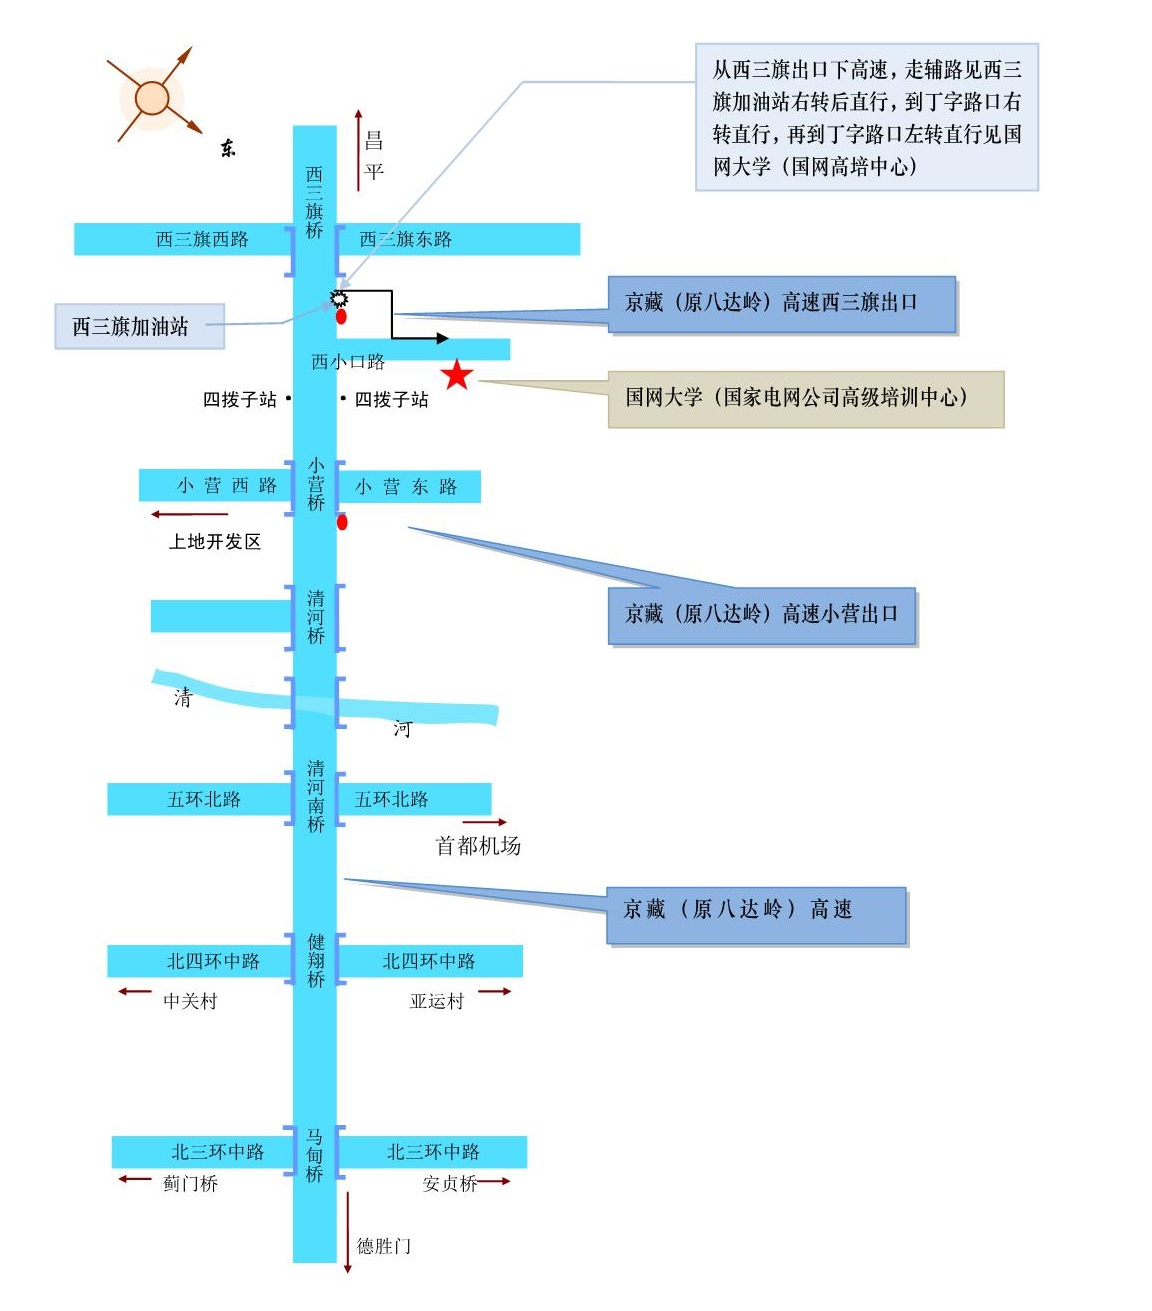 从西三旗出口下高速，走辅路见西三
旗加油站右转后直行，到丁字路口右
转直行，再到丁字路口左转直行见国
网大学（国网高培中心）
东
昌平
西三旗桥
西三旗西路
西三旗东路
京藏（原八达岭）高速西三旗出口
西三旗加油站
西小口路
国网大学（国家电网公司高级培训中心）
四拨子站
四拨子站
小营桥
小营西路
小营东路
上地开发区
清河桥
京藏（原八达岭）高速小营出口
清
河
清河南桥
五环北路
五环北路
首都机场
京藏（原八达岭）高速
健翔桥
北四环中路
北四环中路
中关村
亚运村
马甸桥
北三环中路
北三环中路
蓟门桥
安贞桥
德胜门